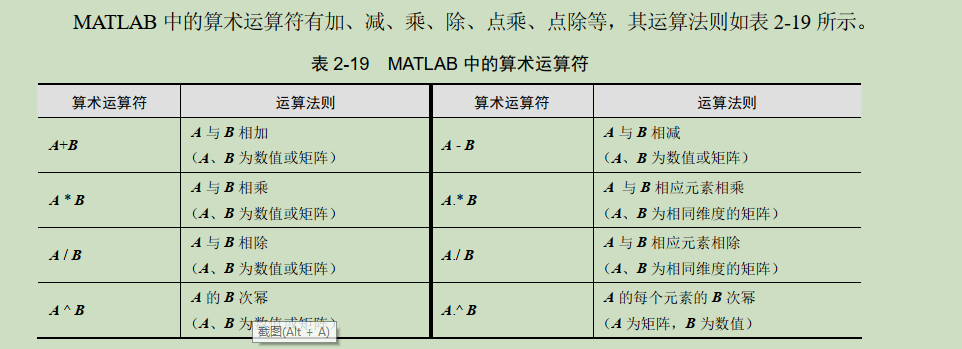 MATLAB 中的算术运算符有加、减、乘、除、点乘、点除等，其运算法则如表 2-19 所示。
表 2-19 MATLAB 中的算术运算符
算术运算符 运算法则 算术运算符 运算法则
A+B
A 与 B 相加
（A、B 为数值或矩阵）
A - B
A 与 B 相减
（A、B 为数值或矩阵）
A * B
A 与 B 相乘
（A、B 为数值或矩阵）
A.* B
A 与 B 相应元素相乘
（A、B 为相同维度的矩阵）
A / B
A 与 B 相除
（A、B 为数值或矩阵）
A./ B
A 与 B 相应元素相除
（A、B 为相同维度的矩阵）
A ^ B
A 的 B 次幂
（A、B 为数值或矩阵）
A.^ B
A 的每个元素的 B 次幂
（A 为矩阵，B 为数值）
截图(Alt + A)